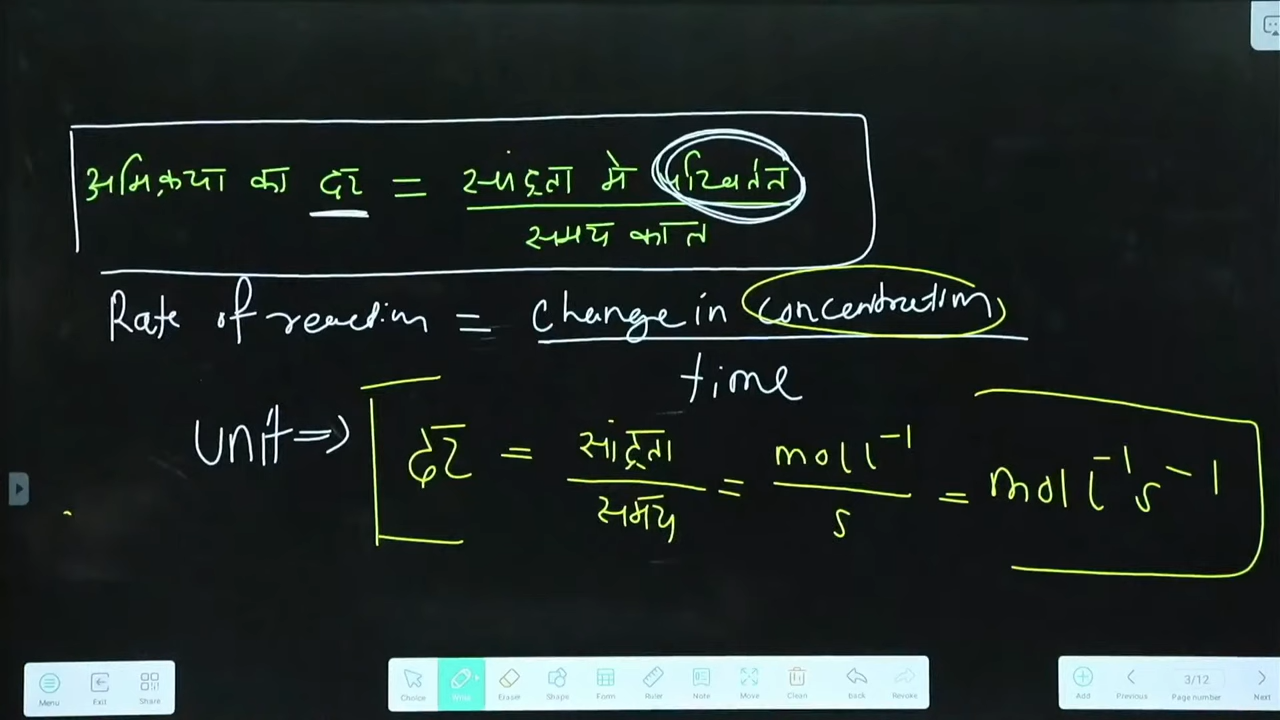 अभिक्रया का दर = सांद्रता मे परिवर्तन
समय काल
Rate of reaction = Change in concentration
time
Unit => दर = सांद्रता / समय = mol l⁻¹ / s = mol l⁻¹ s⁻¹
Menu Exit Share Choice Write Eraser Shape Form Ruler Note Move Clean back Revoke Add Previous 3/12 Page number Next